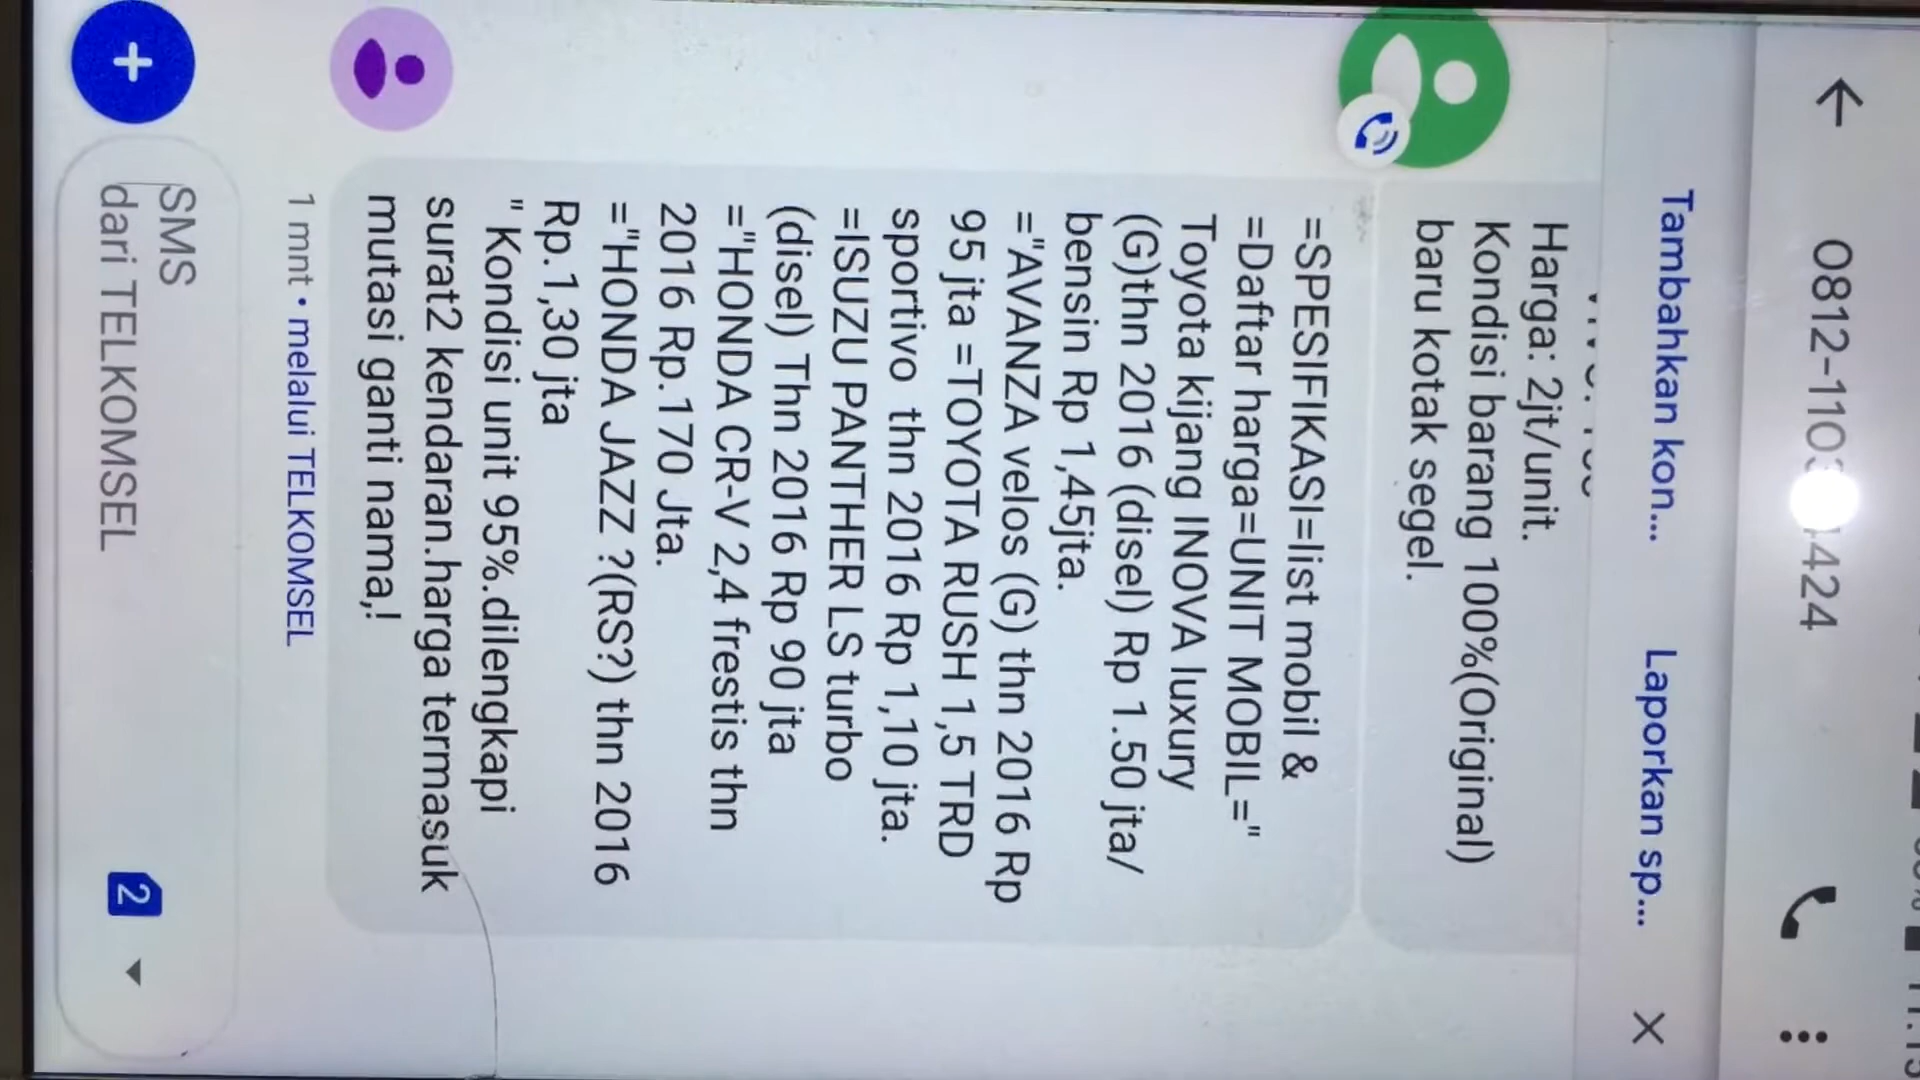 0812-110 4424
Tambahkan kon...
Laporkan sp...
Harga: 2jt/unit.
Kondisi barang 100%(Original)
baru kotak segel.
=SPESIFIKASI=list mobil &
=Daftar harga=UNIT MOBIL="
Toyota kijang INOVA luxury
(G)thn 2016 (disel) Rp 1.50 jta/
bensin Rp 1,45jta.
="AVANZA velos (G) thn 2016 Rp
95 jta =TOYOTA RUSH 1,5 TRD
sportivo thn 2016 Rp 1,10 jta.
=ISUZU PANTHER LS turbo
(disel) Thn 2016 Rp 90 jta
="HONDA CR-V 2,4 frestis thn
2016 Rp.170 Jta.
="HONDA JAZZ ?(RS?) thn 2016
Rp.1,30 jta
" Kondisi unit 95%.dilengkapi
surat2 kendaran.harga termasuk
mutasi ganti nama,!
1 mnt • melalui TELKOMSEL
SMS
dari TELKOMSEL
2